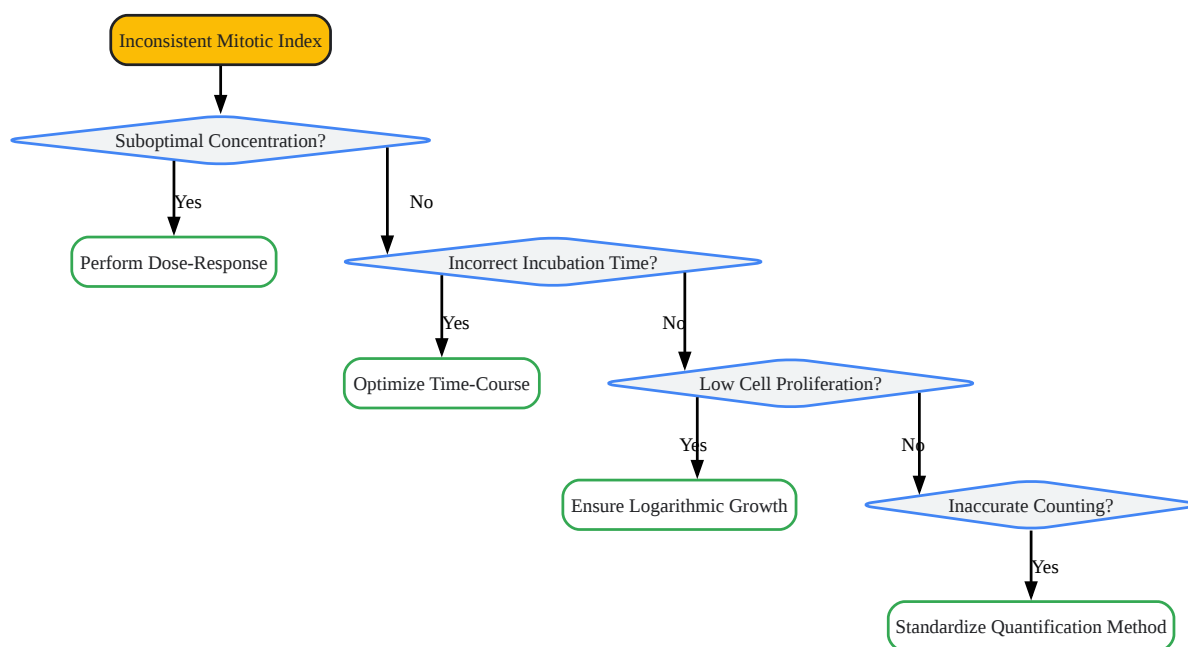 Inconsistent Mitotic Index
Suboptimal Concentration?
Yes
No
Perform Dose-Response
Incorrect Incubation Time?
Yes
No
Optimize Time-Course
Low Cell Proliferation?
Yes
No
Ensure Logarithmic Growth
Inaccurate Counting?
Yes
Standardize Quantification Method